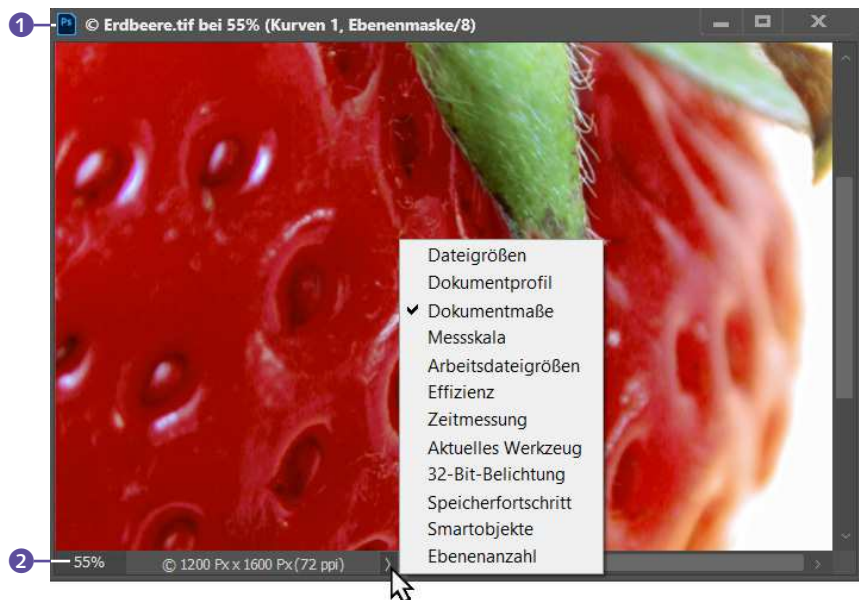 1
Ps © Erdbeere.tif bei 55% (Kurven 1, Ebenenmaske/8)
Dateigrößen
Dokumentprofil
Dokumentmaße
Messskala
Arbeitsdateigrößen
Effizienz
Zeitmessung
Aktuelles Werkzeug
32-Bit-Belichtung
Speicherfortschritt
Smartobjekte
Ebenenanzahl
2
55% © 1200 Px x 1600 Px (72 ppi)